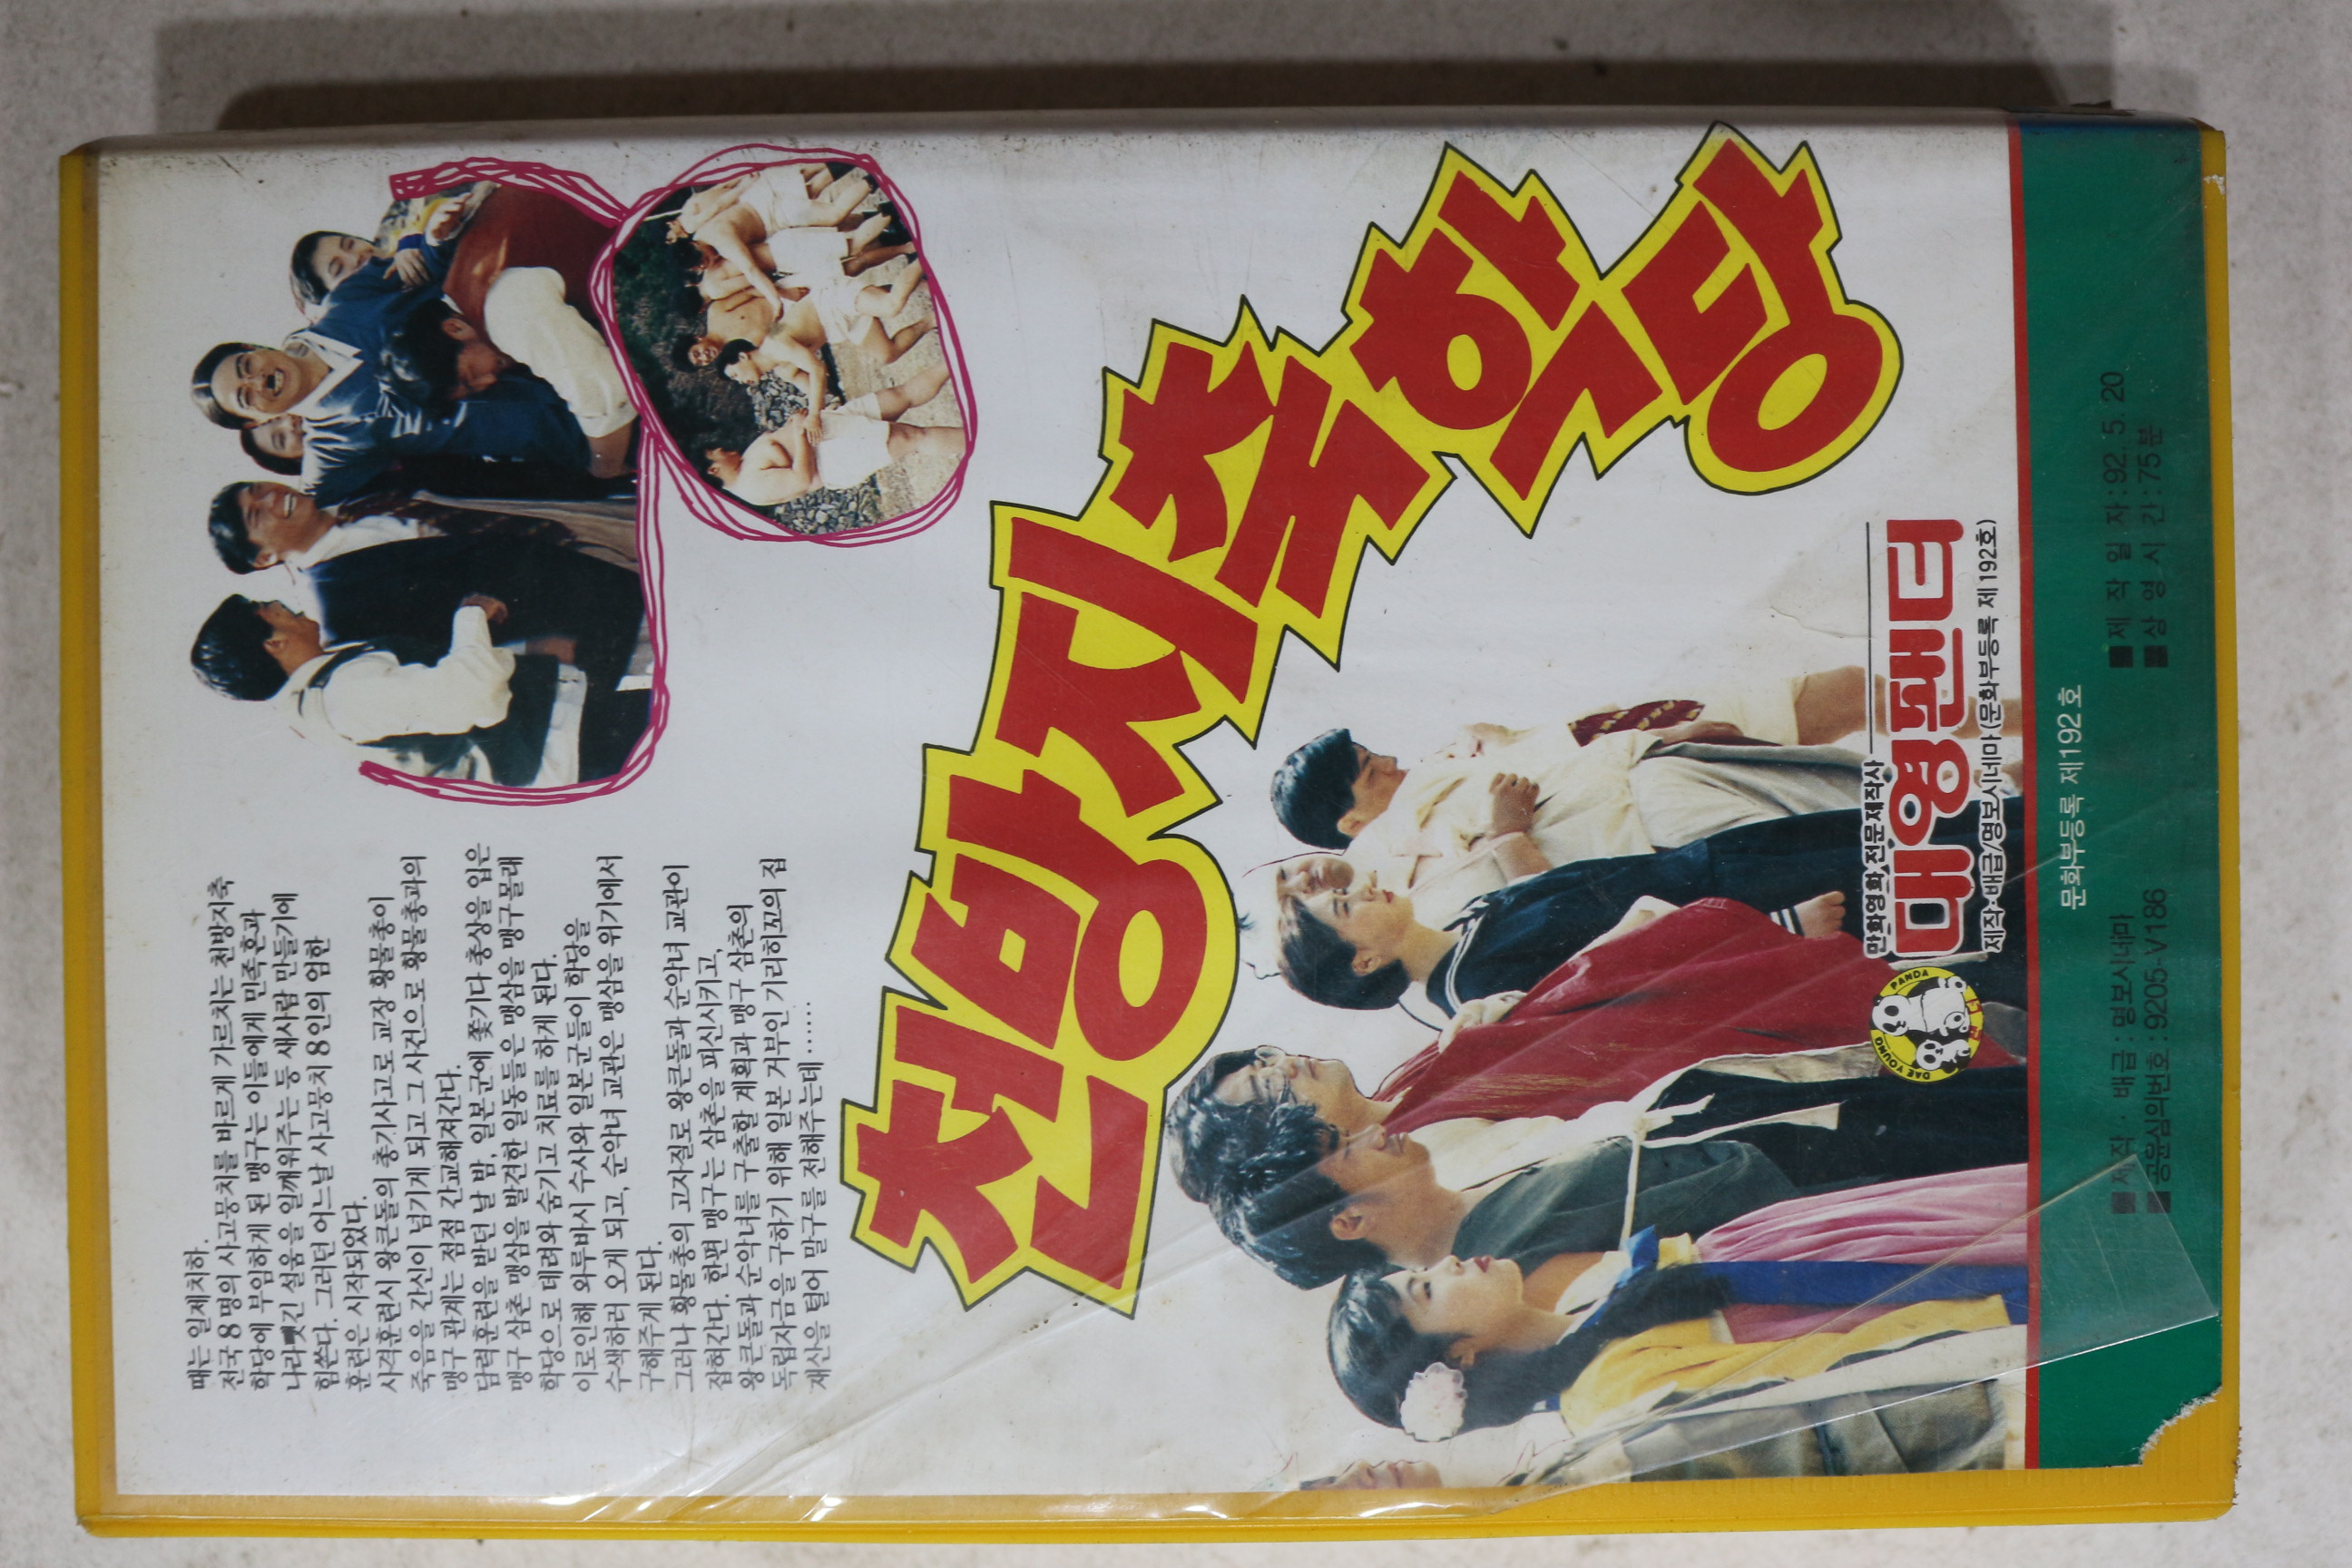 때는 일제치하.
전국 8명의 사고뭉치를 바르게 가르치는 천방지축
학당에 부임하게 된 맹구는 이들에게 민족혼과
나라뺏긴 설움을 일깨워주는 등 새사람 만들기에
힘쓴다. 그러던 어느날 사고뭉치 8인의 엄한
훈련은 시작되었다.
사격훈련시 왕큰돌의 총기사고로 교장 황물총이
죽음을 간신히 넘기게 되고 그 사건으로 황물총과의
맹구 관계는 점점 간교해져간다.
담력훈련을 받던 날 밤, 일본군에 쫓기다 총상을 입은
맹구 삼촌 맹삼을 발견한 일동들은 맹삼을 맹구몰래
학당으로 데려와 숨기고 치료를 하게 된다.
이로인해 와루바시 수사와 일본군들이 학당을
수색하러 오게 되고, 순악녀 교관은 맹삼을 위기에서
구해주게 된다.
그러나 황물총의 고자질로 왕큰돌과 순악녀 교관이
잡혀간다. 한편 맹구는 삼촌을 피신시키고,
왕큰돌과 순악녀를 구출할 계획과 맹구 삼촌의
독립자금을 구하기 위해 일본 거부인 기리히꼬의 집
재산을 털어 말구를 전해주는데……
천방지축학당
만화영화 전문제작사
대영팬더
제작·배급/명보시네마(문화부등록 제192호)
DAE YOUNG PANDA
팬더
문화부등록 제192호
■제작·배급:명보시네마
■제작일자:92. 5. 20
■공윤심의번호:9205-V186
■상영시간:75분